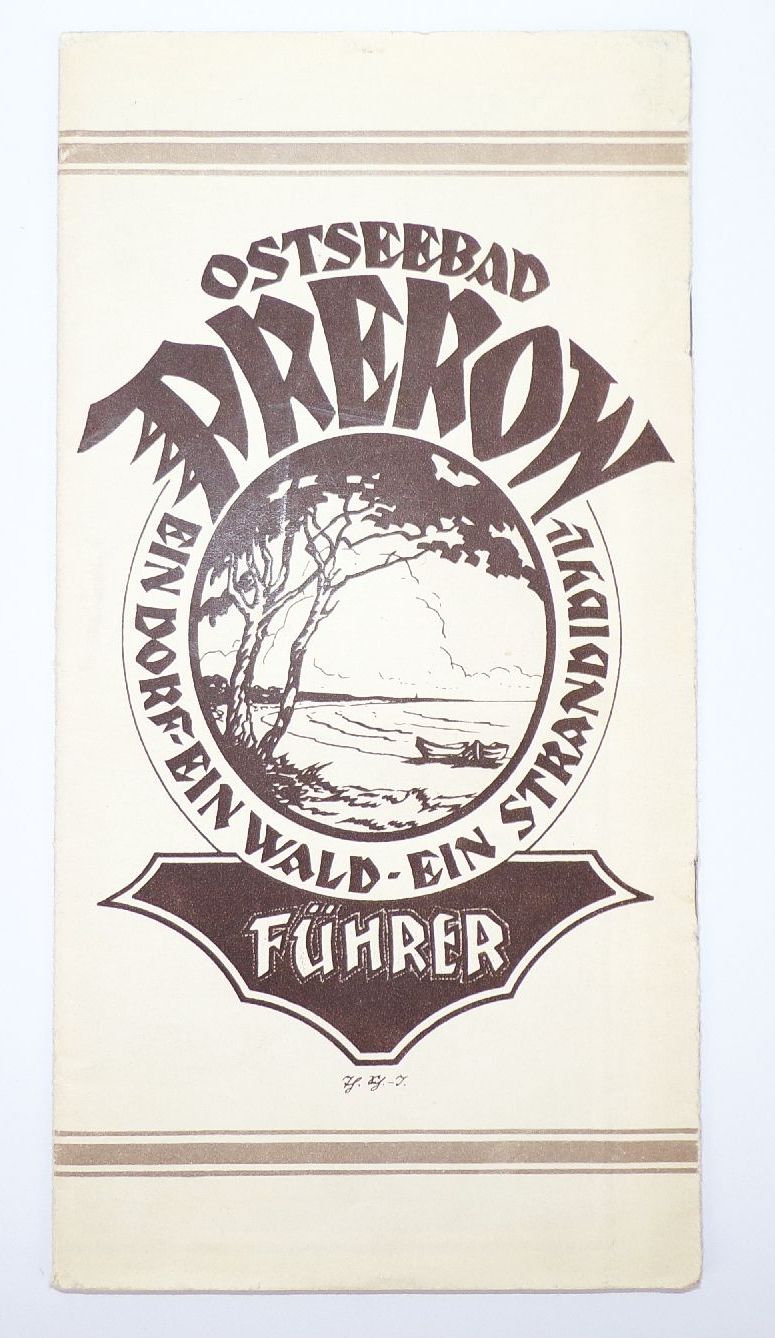 OSTSEEBAD
PREROW
EIN DORF-EIN WALD-EIN STRANDIDYLL
FÜHRER